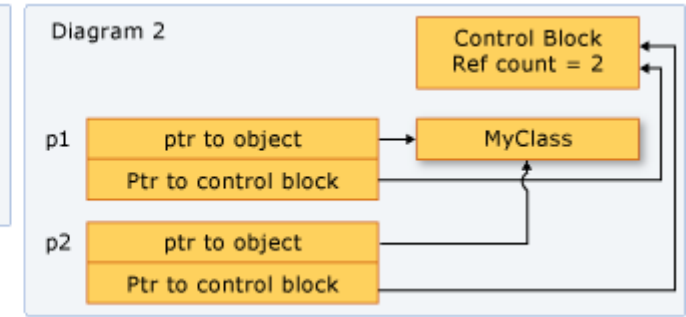 Diagram 2
Control Block
Ref count = 2
p1
ptr to object
MyClass
Ptr to control block
p2
ptr to object
Ptr to control block